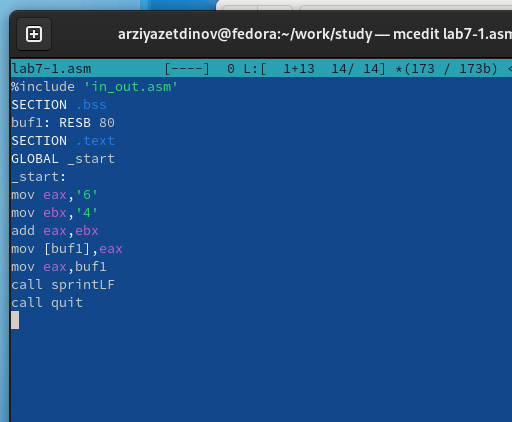 arziyazetdinov@fedora:~/work/study — mcedit lab7-1.asm
lab7-1.asm [----] 0 L:[ 1+13 14/ 14] *(173 / 173b) <
%include 'in_out.asm'
SECTION .bss
buf1: RESB 80
SECTION .text
GLOBAL _start
_start:
mov eax,'6'
mov ebx,'4'
add eax,ebx
mov [buf1],eax
mov eax,buf1
call sprintLF
call quit